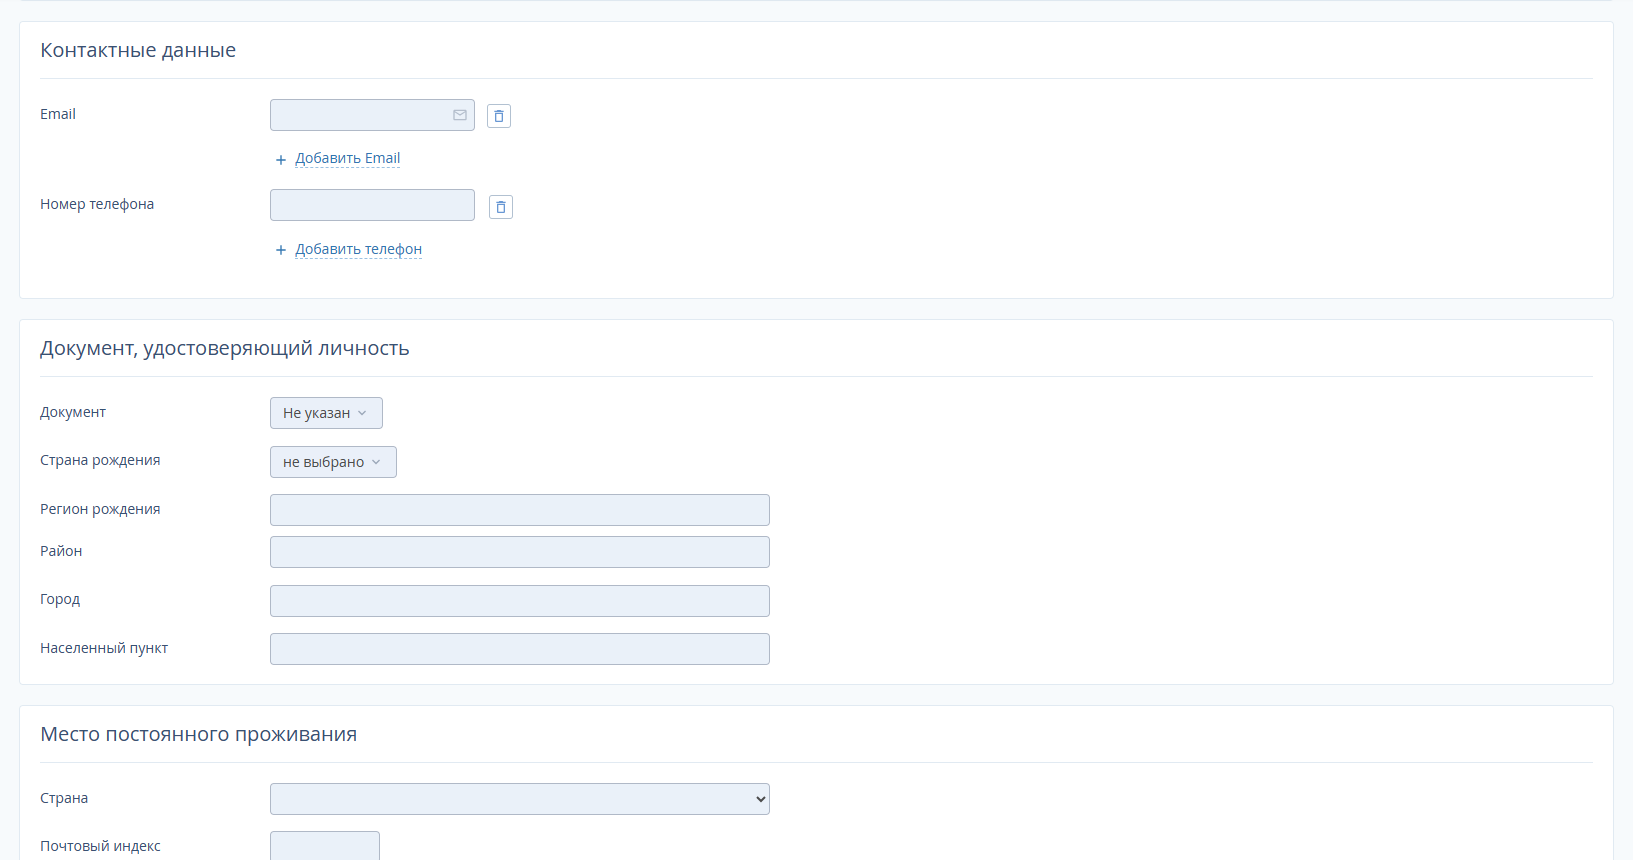 Контактные данные
Email
Добавить Email
Номер телефона
Добавить телефон
Документ, удостоверяющий личность
Документ
Не указан
Страна рождения
не выбрано
Регион рождения
Район
Город
Населенный пункт
Место постоянного проживания
Страна
Почтовый индекс